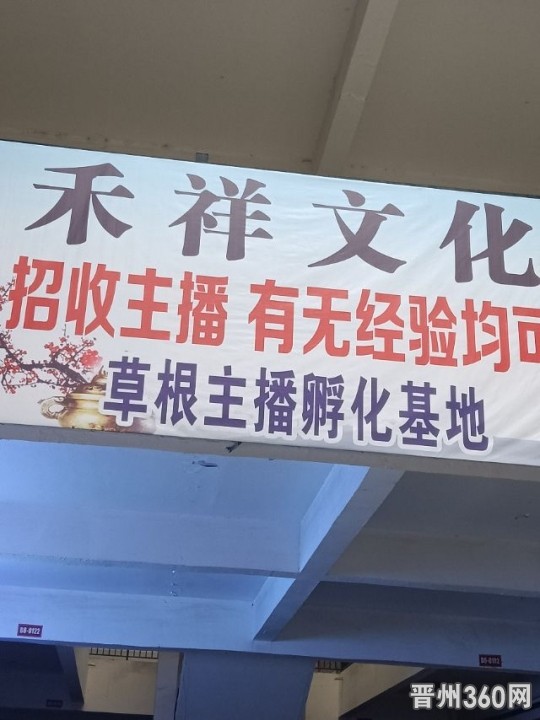 禾祥文化
招收主播 有无经验均可
草根主播孵化基地
晋州360网